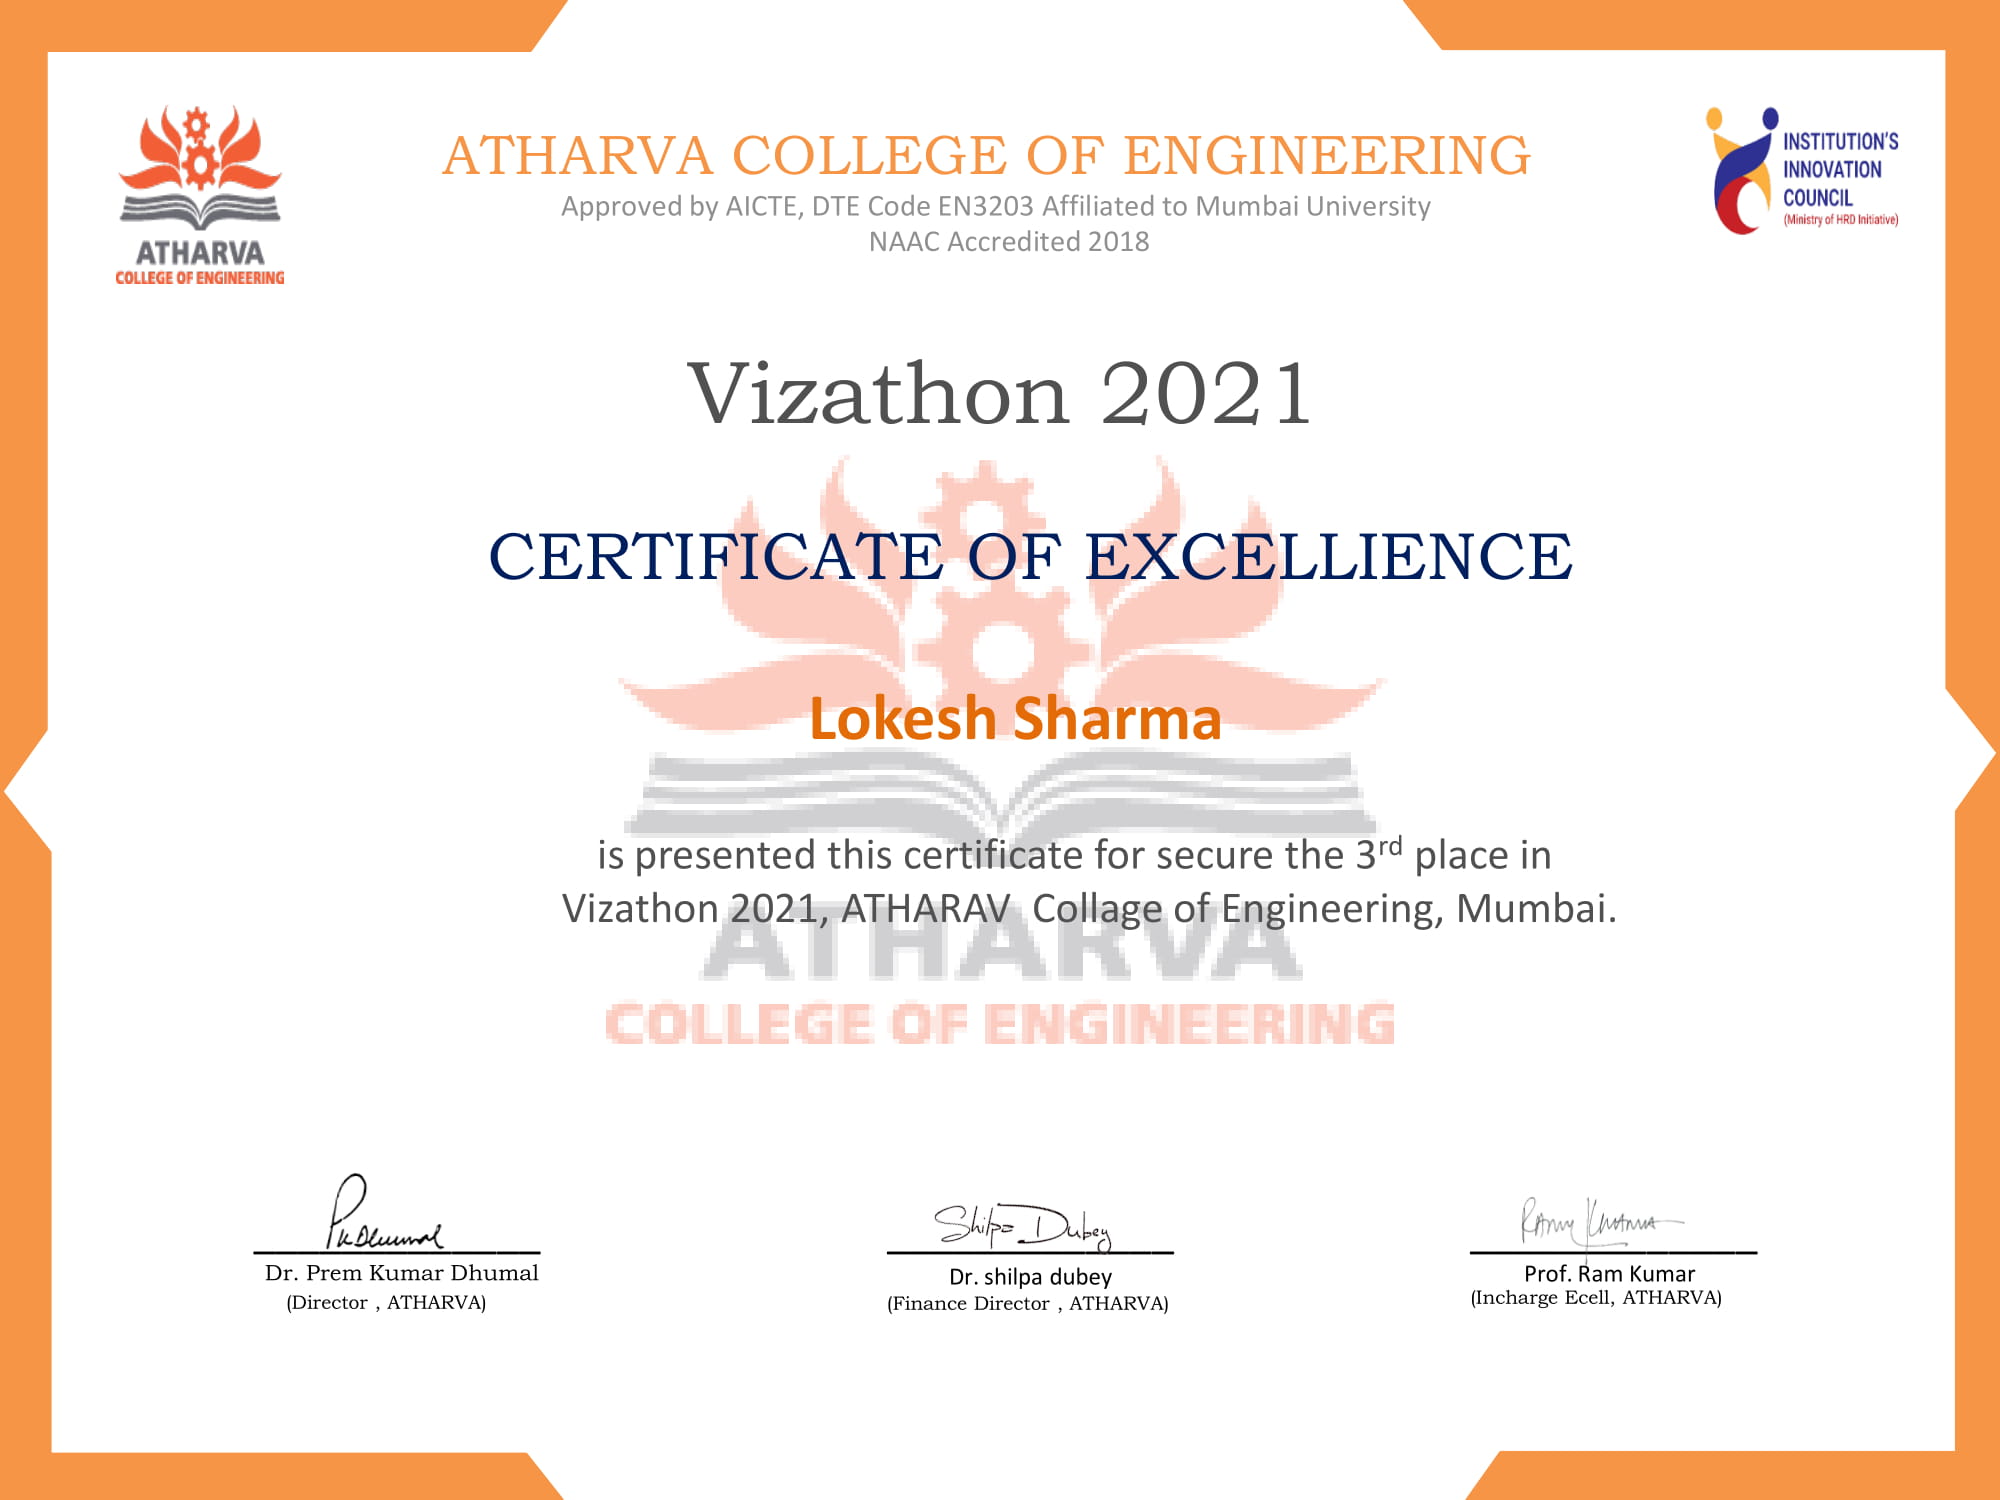 ATHARVA
COLLEGE OF ENGINEERING
ATHARVA COLLEGE OF ENGINEERING
Approved by AICTE, DTE Code EN3203 Affiliated to Mumbai University
NAAC Accredited 2018
INSTITUTION'S
INNOVATION
COUNCIL
(Ministry of HRD Initiative)
Vizathon 2021
CERTIFICATE OF EXCELLIENCE
Lokesh Sharma
is presented this certificate for secure the 3rd place in
Vizathon 2021, ATHARAV Collage of Engineering, Mumbai.
ATHARVA
COLLEGE OF ENGINEERING
PKDhumal
Dr. Prem Kumar Dhumal
(Director , ATHARVA)
Shilpa Dubey
Dr. shilpa dubey
(Finance Director , ATHARVA)
Ramy Khanna
Prof. Ram Kumar
(Incharge Ecell, ATHARVA)